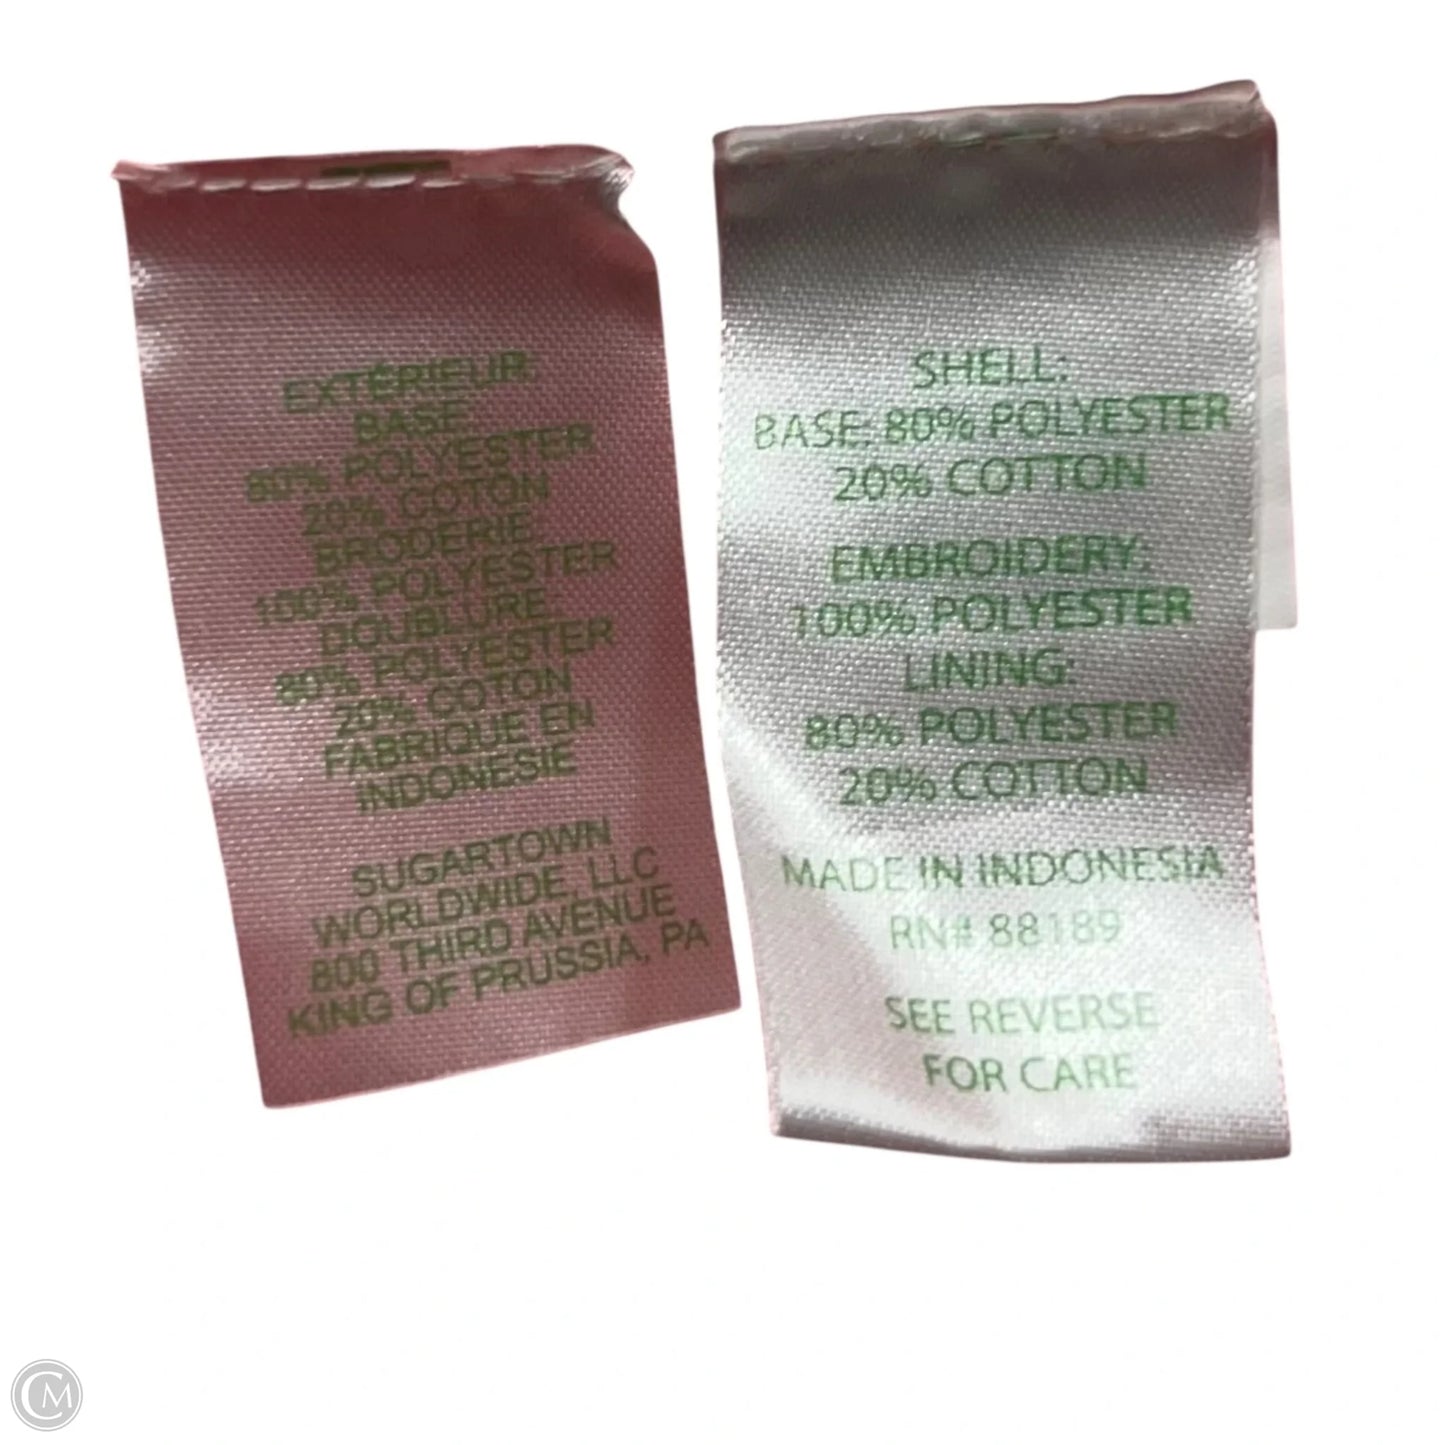 EXTÉRIEUR:
BASE
80% POLYESTER
20% COTON
BRODERIE
100% POLYESTER
DOUBLURE
80% POLYESTER
20% COTON
FABRIQUE EN
INDONESIE
SUGARTOWN
WORLDWIDE, LLC
800 THIRD AVENUE
KING OF PRUSSIA, PA
SHELL:
BASE: 80% POLYESTER
20% COTTON
EMBROIDERY:
100% POLYESTER
LINING:
80% POLYESTER
20% COTTON
MADE IN INDONESIA
RN# 88189
SEE REVERSE
FOR CARE
CM